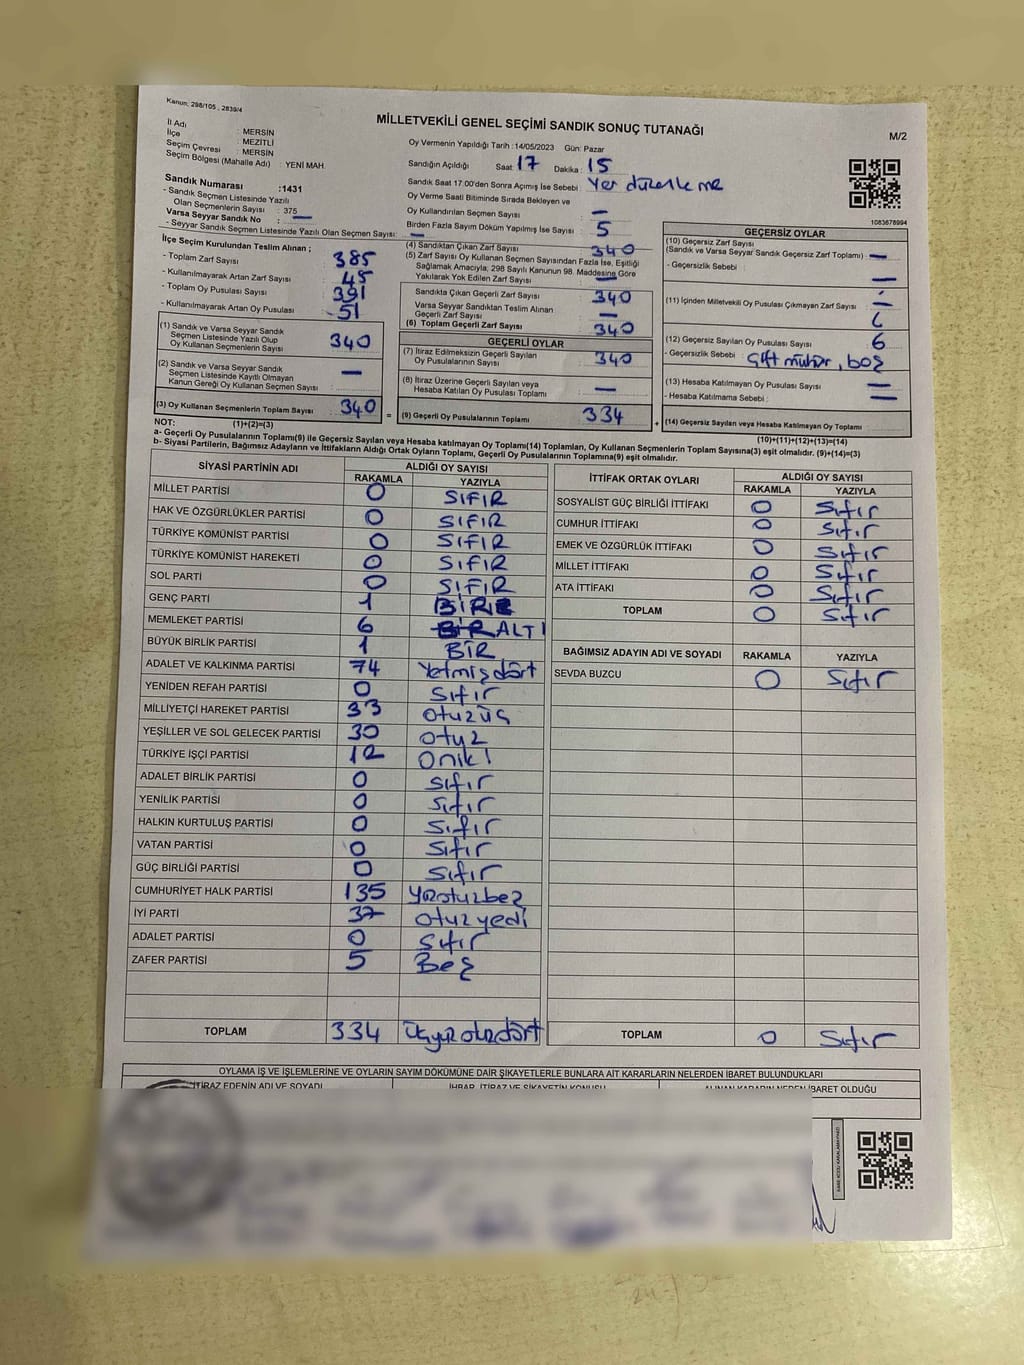 Kanun: 298/105 , 2839/4
MİLLETVEKİLİ GENEL SEÇİMİ SANDIK SONUÇ TUTANAĞI
M/2
İl Adı : MERSİN
İlçe : MEZİTLİ
Seçim Çevresi : MERSİN
Seçim Bölgesi (Mahalle Adı) : YENİ MAH.
Oy Vermenin Yapıldığı Tarih :14/05/2023 Gün: Pazar
Sandığın Açıldığı Saat: 17 Dakika: 15
Sandık Saat 17.00'den Sonra Açımış İse Sebebi : Yer düzenleme
Oy Verme Saati Bitiminde Sırada Bekleyen ve
Oy Kullandırılan Seçmen Sayısı : —
Birden Fazla Sayım Döküm Yapılmış İse Sayısı : 5
Sandık Numarası :1431
- Sandık Seçmen Listesinde Yazılı
Olan Seçmenlerin Sayısı : 375
Varsa Seyyar Sandık No : —
- Seyyar Sandık Seçmen Listesinde Yazılı Olan Seçmen Sayısı: —
1083678994
İlçe Seçim Kurulundan Teslim Alınan ;
- Toplam Zarf Sayısı : 385
- Kullanılmayarak Artan Zarf Sayısı : 45
- Toplam Oy Pusulası Sayısı : 391
- Kullanılmayarak Artan Oy Pusulası : 51
(1) Sandık ve Varsa Seyyar Sandık
Seçmen Listesinde Yazılı Olup
Oy Kullanan Seçmenlerin Sayısı : 340
(2) Sandık ve Varsa Seyyar Sandık
Seçmen Listesinde Kayıtlı Olmayan
Kanun Gereği Oy Kullanan Seçmen Sayısı : —
(3) Oy Kullanan Seçmenlerin Toplam Sayısı : 340
(4) Sandıktan Çıkan Zarf Sayısı : 340
(5) Zarf Sayısı Oy Kullanan Seçmen Sayısından Fazla İse, Eşitliği
Sağlamak Amacıyla, 298 Sayılı Kanunun 98. Maddesine Göre
Yakılarak Yok Edilen Zarf Sayısı : —
Sandıkta Çıkan Geçerli Zarf Sayısı : 340
Varsa Seyyar Sandıktan Teslim Alınan
Geçerli Zarf Sayısı : —
(6) Toplam Geçerli Zarf Sayısı : 340
GEÇERLİ OYLAR
(7) İtiraz Edilmeksizin Geçerli Sayılan
Oy Pusulalarının Sayısı : 340
(8) İtiraz Üzerine Geçerli Sayılan veya
Hesaba Katılan Oy Pusulası Toplamı : —
= (9) Geçerli Oy Pusulalarının Toplamı : 334
GEÇERSİZ OYLAR
(10) Geçersiz Zarf Sayısı
(Sandık ve Varsa Seyyar Sandık Geçersiz Zarf Toplamı) : —
- Geçersizlik Sebebi : —
(11) İçinden Milletvekili Oy Pusulası Çıkmayan Zarf Sayısı : —
(12) Geçersiz Sayılan Oy Pusulası Sayısı : 6
- Geçersizlik Sebebi : Çift mühür, boş
(13) Hesaba Katılmayan Oy Pusulası Sayısı : —
- Hesaba Katılmama Sebebi : —
+ (14) Geçersiz Sayılan veya Hesaba Katılmayan Oy Toplamı :
NOT: (1)+(2)=(3)
(10)+(11)+(12)+(13)=(14)
a- Geçerli Oy Pusulalarının Toplamı(9) ile Geçersiz Sayılan veya Hesaba katılmayan Oy Toplamı(14) Toplamları, Oy Kullanan Seçmenlerin Toplam Sayısına(3) eşit olmalıdır. (9)+(14)=(3)
b- Siyasi Partilerin, Bağımsız Adayların ve İttifakların Aldığı Ortak Oyların Toplamı, Geçerli Oy Pusulalarının Toplamına(9) eşit olmalıdır.
SİYASİ PARTİNİN ADI ALDIĞI OY SAYISI
RAKAMLA YAZIYLA
MİLLET PARTİSİ 0 SIFIR
HAK VE ÖZGÜRLÜKLER PARTİSİ 0 SIFIR
TÜRKİYE KOMÜNİST PARTİSİ 0 SIFIR
TÜRKİYE KOMÜNİST HAREKETİ 0 SIFIR
SOL PARTİ 0 SIFIR
GENÇ PARTİ 1 BİR
MEMLEKET PARTİSİ 6 BİR ALTI
BÜYÜK BİRLİK PARTİSİ 1 BİR
ADALET VE KALKINMA PARTİSİ 74 Yetmişdört
YENİDEN REFAH PARTİSİ 0 Sıfır
MİLLİYETÇİ HAREKET PARTİSİ 33 otuzüç
YEŞİLLER VE SOL GELECEK PARTİSİ 30 otuz
TÜRKİYE İŞÇİ PARTİSİ 12 oniki
ADALET BİRLİK PARTİSİ 0 sıfır
YENİLİK PARTİSİ 0 Sıfır
HALKIN KURTULUŞ PARTİSİ 0 Sıfır
VATAN PARTİSİ 0 Sıfır
GÜÇ BİRLİĞİ PARTİSİ 0 Sıfır
CUMHURİYET HALK PARTİSİ 135 Yüzotuzbeş
İYİ PARTİ 37 otuzyedi
ADALET PARTİSİ 0 Sıfır
ZAFER PARTİSİ 5 Beş
TOPLAM 334 üçyüzotuzdört
İTTİFAK ORTAK OYLARI ALDIĞI OY SAYISI
RAKAMLA YAZIYLA
SOSYALİST GÜÇ BİRLİĞİ İTTİFAKI 0 Sıfır
CUMHUR İTTİFAKI 0 Sıfır
EMEK VE ÖZGÜRLÜK İTTİFAKI 0 Sıfır
MİLLET İTTİFAKI 0 Sıfır
ATA İTTİFAKI 0 Sıfır
TOPLAM 0 Sıfır
BAĞIMSIZ ADAYIN ADI VE SOYADI RAKAMLA YAZIYLA
SEVDA BUZCU 0 Sıfır
TOPLAM 0 Sıfır
OYLAMA İŞ VE İŞLEMLERİNE VE OYLARIN SAYIM DÖKÜMÜNE DAİR ŞİKAYETLERLE BUNLARA AİT KARARLARIN NELERDEN İBARET BULUNDUKLARI
İTİRAZ EDENİN ADI VE SOYADI İHBAR, İTİRAZ VE ŞİKAYETİN KONUSU ALINAN KARARIN NEDEN İBARET OLDUĞU